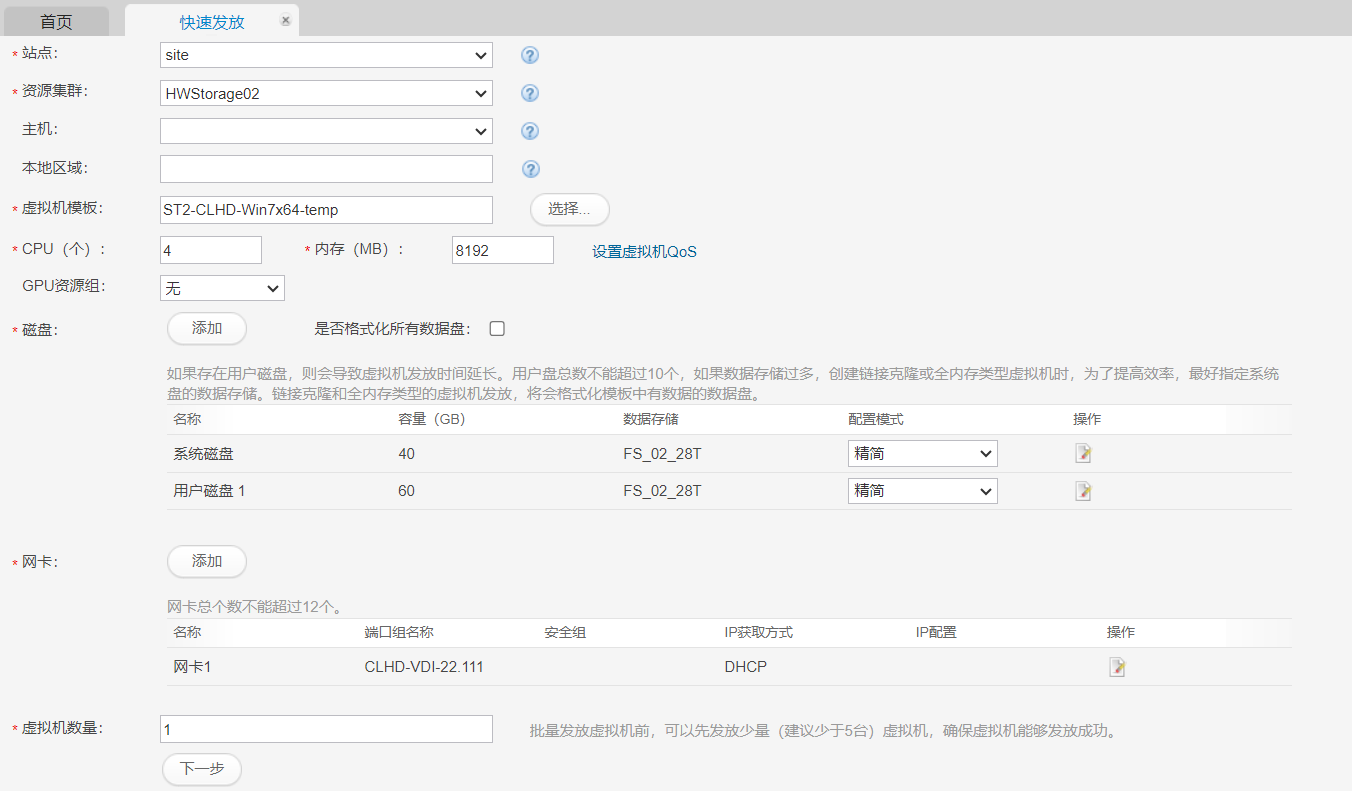 首页 快速发放
* 站点: site
* 资源集群: HWStorage02
主机:
本地区域:
* 虚拟机模板: ST2-CLHD-Win7x64-temp 选择...
* CPU（个）: 4 * 内存（MB）: 8192 设置虚拟机QoS
GPU资源组: 无
* 磁盘: 添加 是否格式化所有数据盘:
如果存在用户磁盘，则会导致虚拟机发放时间延长。用户盘总数不能超过10个，如果数据存储过多，创建链接克隆或全内存类型虚拟机时，为了提高效率，最好指定系统
盘的数据存储。链接克隆和全内存类型的虚拟机发放，将会格式化模板中有数据的数据盘。
名称 容量（GB） 数据存储 配置模式 操作
系统磁盘 40 FS_02_28T 精简
用户磁盘 1 60 FS_02_28T 精简
* 网卡: 添加
网卡总个数不能超过12个。
名称 端口组名称 安全组 IP获取方式 IP配置 操作
网卡1 CLHD-VDI-22.111 DHCP
* 虚拟机数量: 1 批量发放虚拟机前，可以先发放少量（建议少于5台）虚拟机，确保虚拟机能够发放成功。
下一步